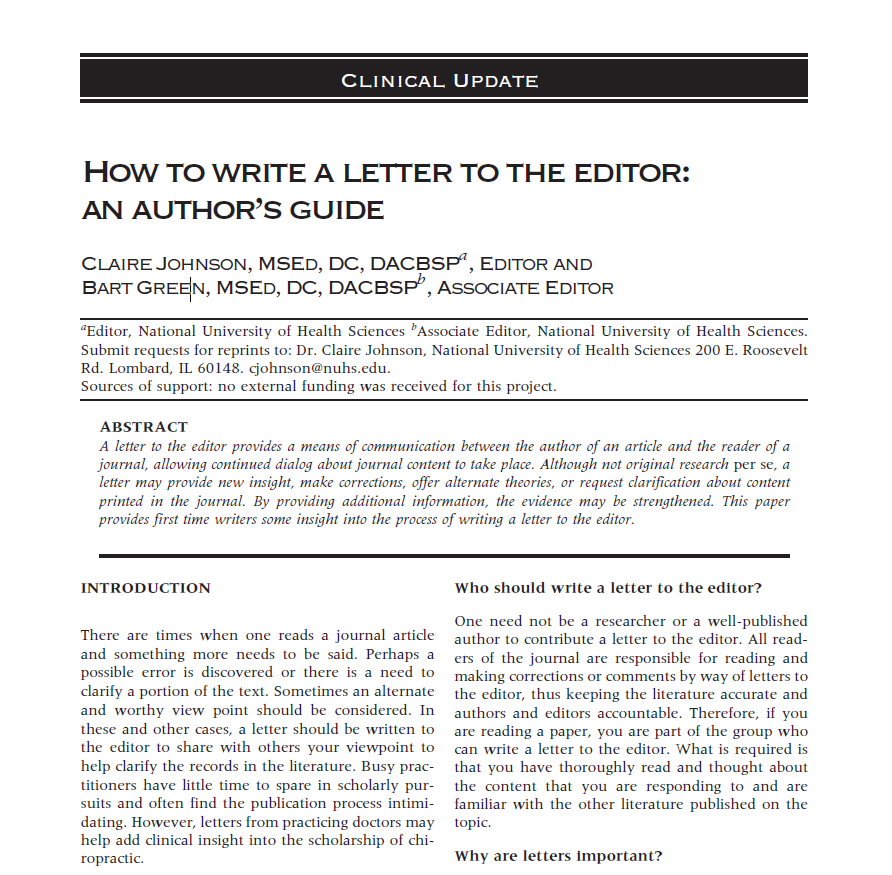 CLINICAL UPDATE
HOW TO WRITE A LETTER TO THE EDITOR:
AN AUTHOR'S GUIDE
CLAIRE JOHNSON, MSED, DC, DACBSPa, EDITOR AND
BART GREEN, MSED, DC, DACBSPb, ASSOCIATE EDITOR
aEditor, National University of Health Sciences bAssociate Editor, National University of Health Sciences.
Submit requests for reprints to: Dr. Claire Johnson, National University of Health Sciences 200 E. Roosevelt
Rd. Lombard, IL 60148. cjohnson@nuhs.edu.
Sources of support: no external funding was received for this project.
ABSTRACT
A letter to the editor provides a means of communication between the author of an article and the reader of a
journal, allowing continued dialog about journal content to take place. Although not original research per se, a
letter may provide new insight, make corrections, offer alternate theories, or request clarification about content
printed in the journal. By providing additional information, the evidence may be strengthened. This paper
provides first time writers some insight into the process of writing a letter to the editor.
INTRODUCTION
There are times when one reads a journal article
and something more needs to be said. Perhaps a
possible error is discovered or there is a need to
clarify a portion of the text. Sometimes an alternate
and worthy view point should be considered. In
these and other cases, a letter should be written to
the editor to share with others your viewpoint to
help clarify the records in the literature. Busy prac-
titioners have little time to spare in scholarly pur-
suits and often find the publication process intimi-
dating. However, letters from practicing doctors may
help add clinical insight into the scholarship of chi-
ropractic.
Who should write a letter to the editor?
One need not be a researcher or a well-published
author to contribute a letter to the editor. All read-
ers of the journal are responsible for reading and
making corrections or comments by way of letters to
the editor, thus keeping the literature accurate and
authors and editors accountable. Therefore, if you
are reading a paper, you are part of the group who
can write a letter to the editor. What is required is
that you have thoroughly read and thought about
the content that you are responding to and are
familiar with the other literature published on the
topic.
Why are letters important?